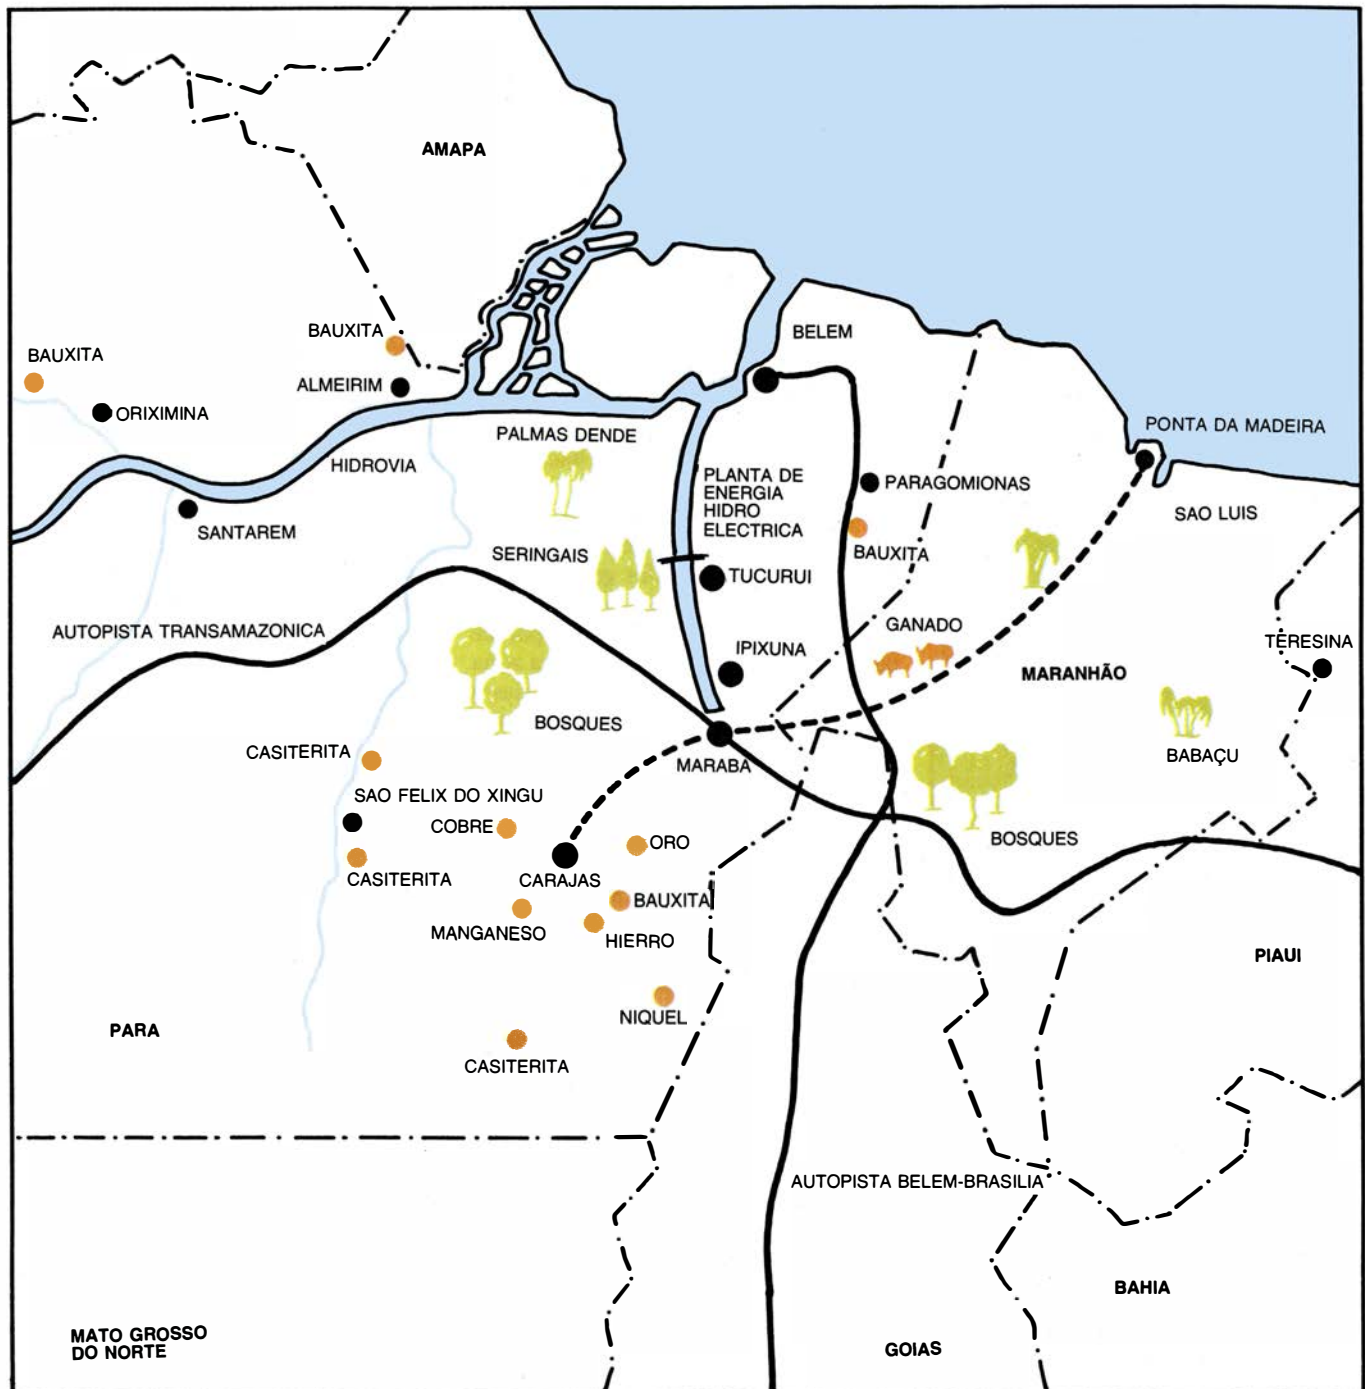 AMAPA
BAUXITA
BELEM
BAUXITA
ALMEIRIM
ORIXIMINA
PONTA DA MADEIRA
PALMAS DENDE
HIDROVIA
PLANTA DE
ENERGIA
HIDRO
ELECTRICA
PARAGOMIONAS
SAO LUIS
SANTAREM
SERINGAIS
BAUXITA
TUCURUI
AUTOPISTA TRANSAMAZONICA
GANADO
TERESINA
IPIXUNA
MARANHÃO
BOSQUES
CASITERITA
BABAÇU
MARABA
SAO FELIX DO XINGU
COBRE
BOSQUES
ORO
CASITERITA
CARAJAS
BAUXITA
MANGANESO
HIERRO
PIAUI
NIQUEL
PARA
CASITERITA
AUTOPISTA BELEM-BRASILIA
BAHIA
MATO GROSSO
DO NORTE
GOIAS